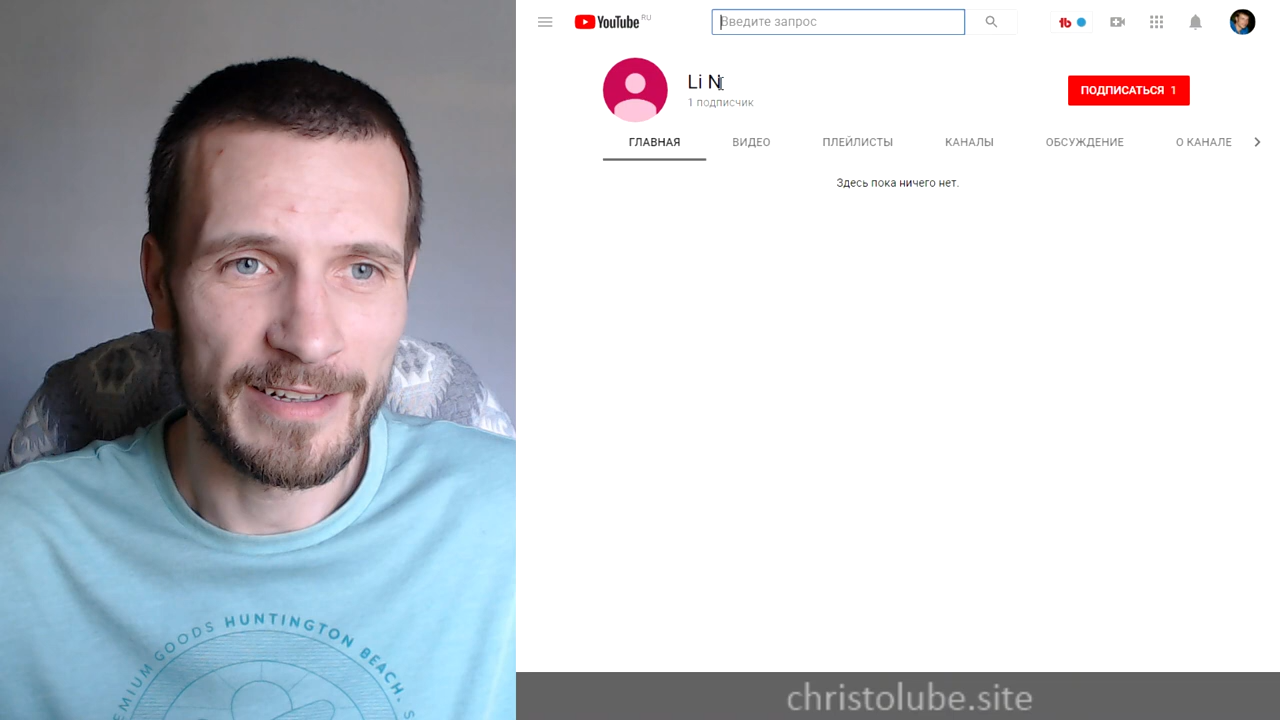 YouTube RU
Введите запрос
Li N
1 подписчик
ПОДПИСАТЬСЯ 1
ГЛАВНАЯ ВИДЕО ПЛЕЙЛИСТЫ КАНАЛЫ ОБСУЖДЕНИЕ О КАНАЛЕ
Здесь пока ничего нет.
GOODS HUNTINGTON BEACH.
christolube.site